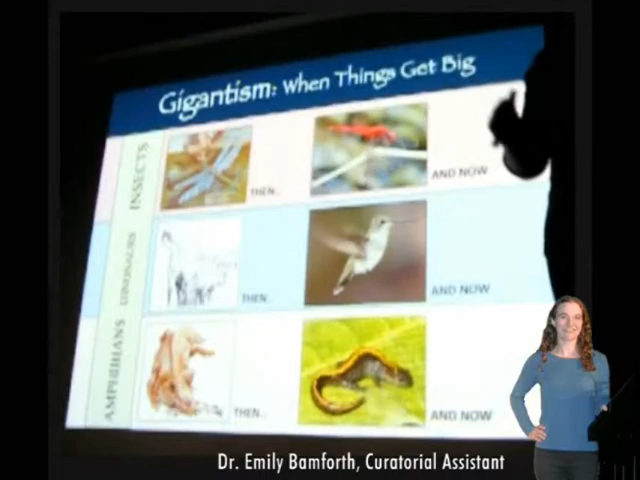 Gigantism: When Things Get Big
INSECTS
THEN...
AND NOW
DINOSAURS
THEN...
AND NOW
AMPHIBIANS
THEN...
AND NOW
Dr. Emily Bamforth, Curatorial Assistant